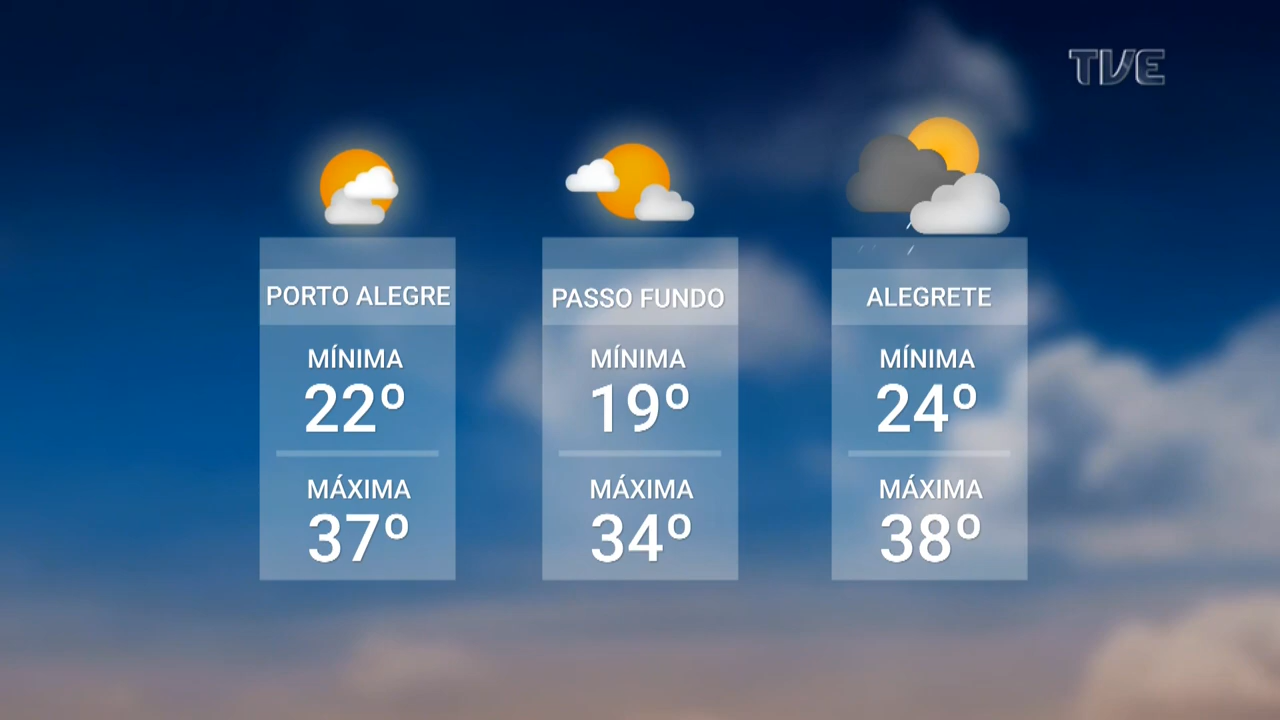 TVE
PORTO ALEGRE
MÍNIMA
22º
MÁXIMA
37º
PASSO FUNDO
MÍNIMA
19º
MÁXIMA
34º
ALEGRETE
MÍNIMA
24º
MÁXIMA
38º